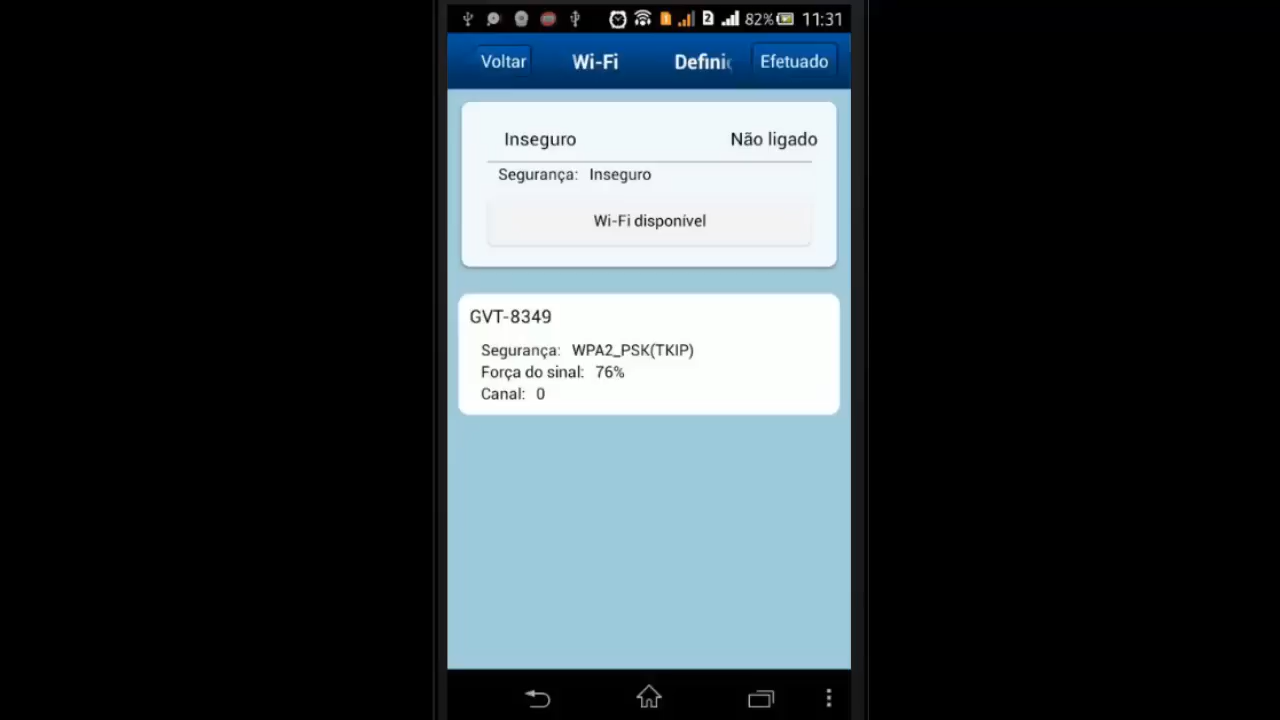 82% 11:31
Voltar Wi-Fi Defini Efetuado
Inseguro Não ligado
Segurança: Inseguro
Wi-Fi disponível
GVT-8349
Segurança: WPA2_PSK(TKIP)
Força do sinal: 76%
Canal: 0